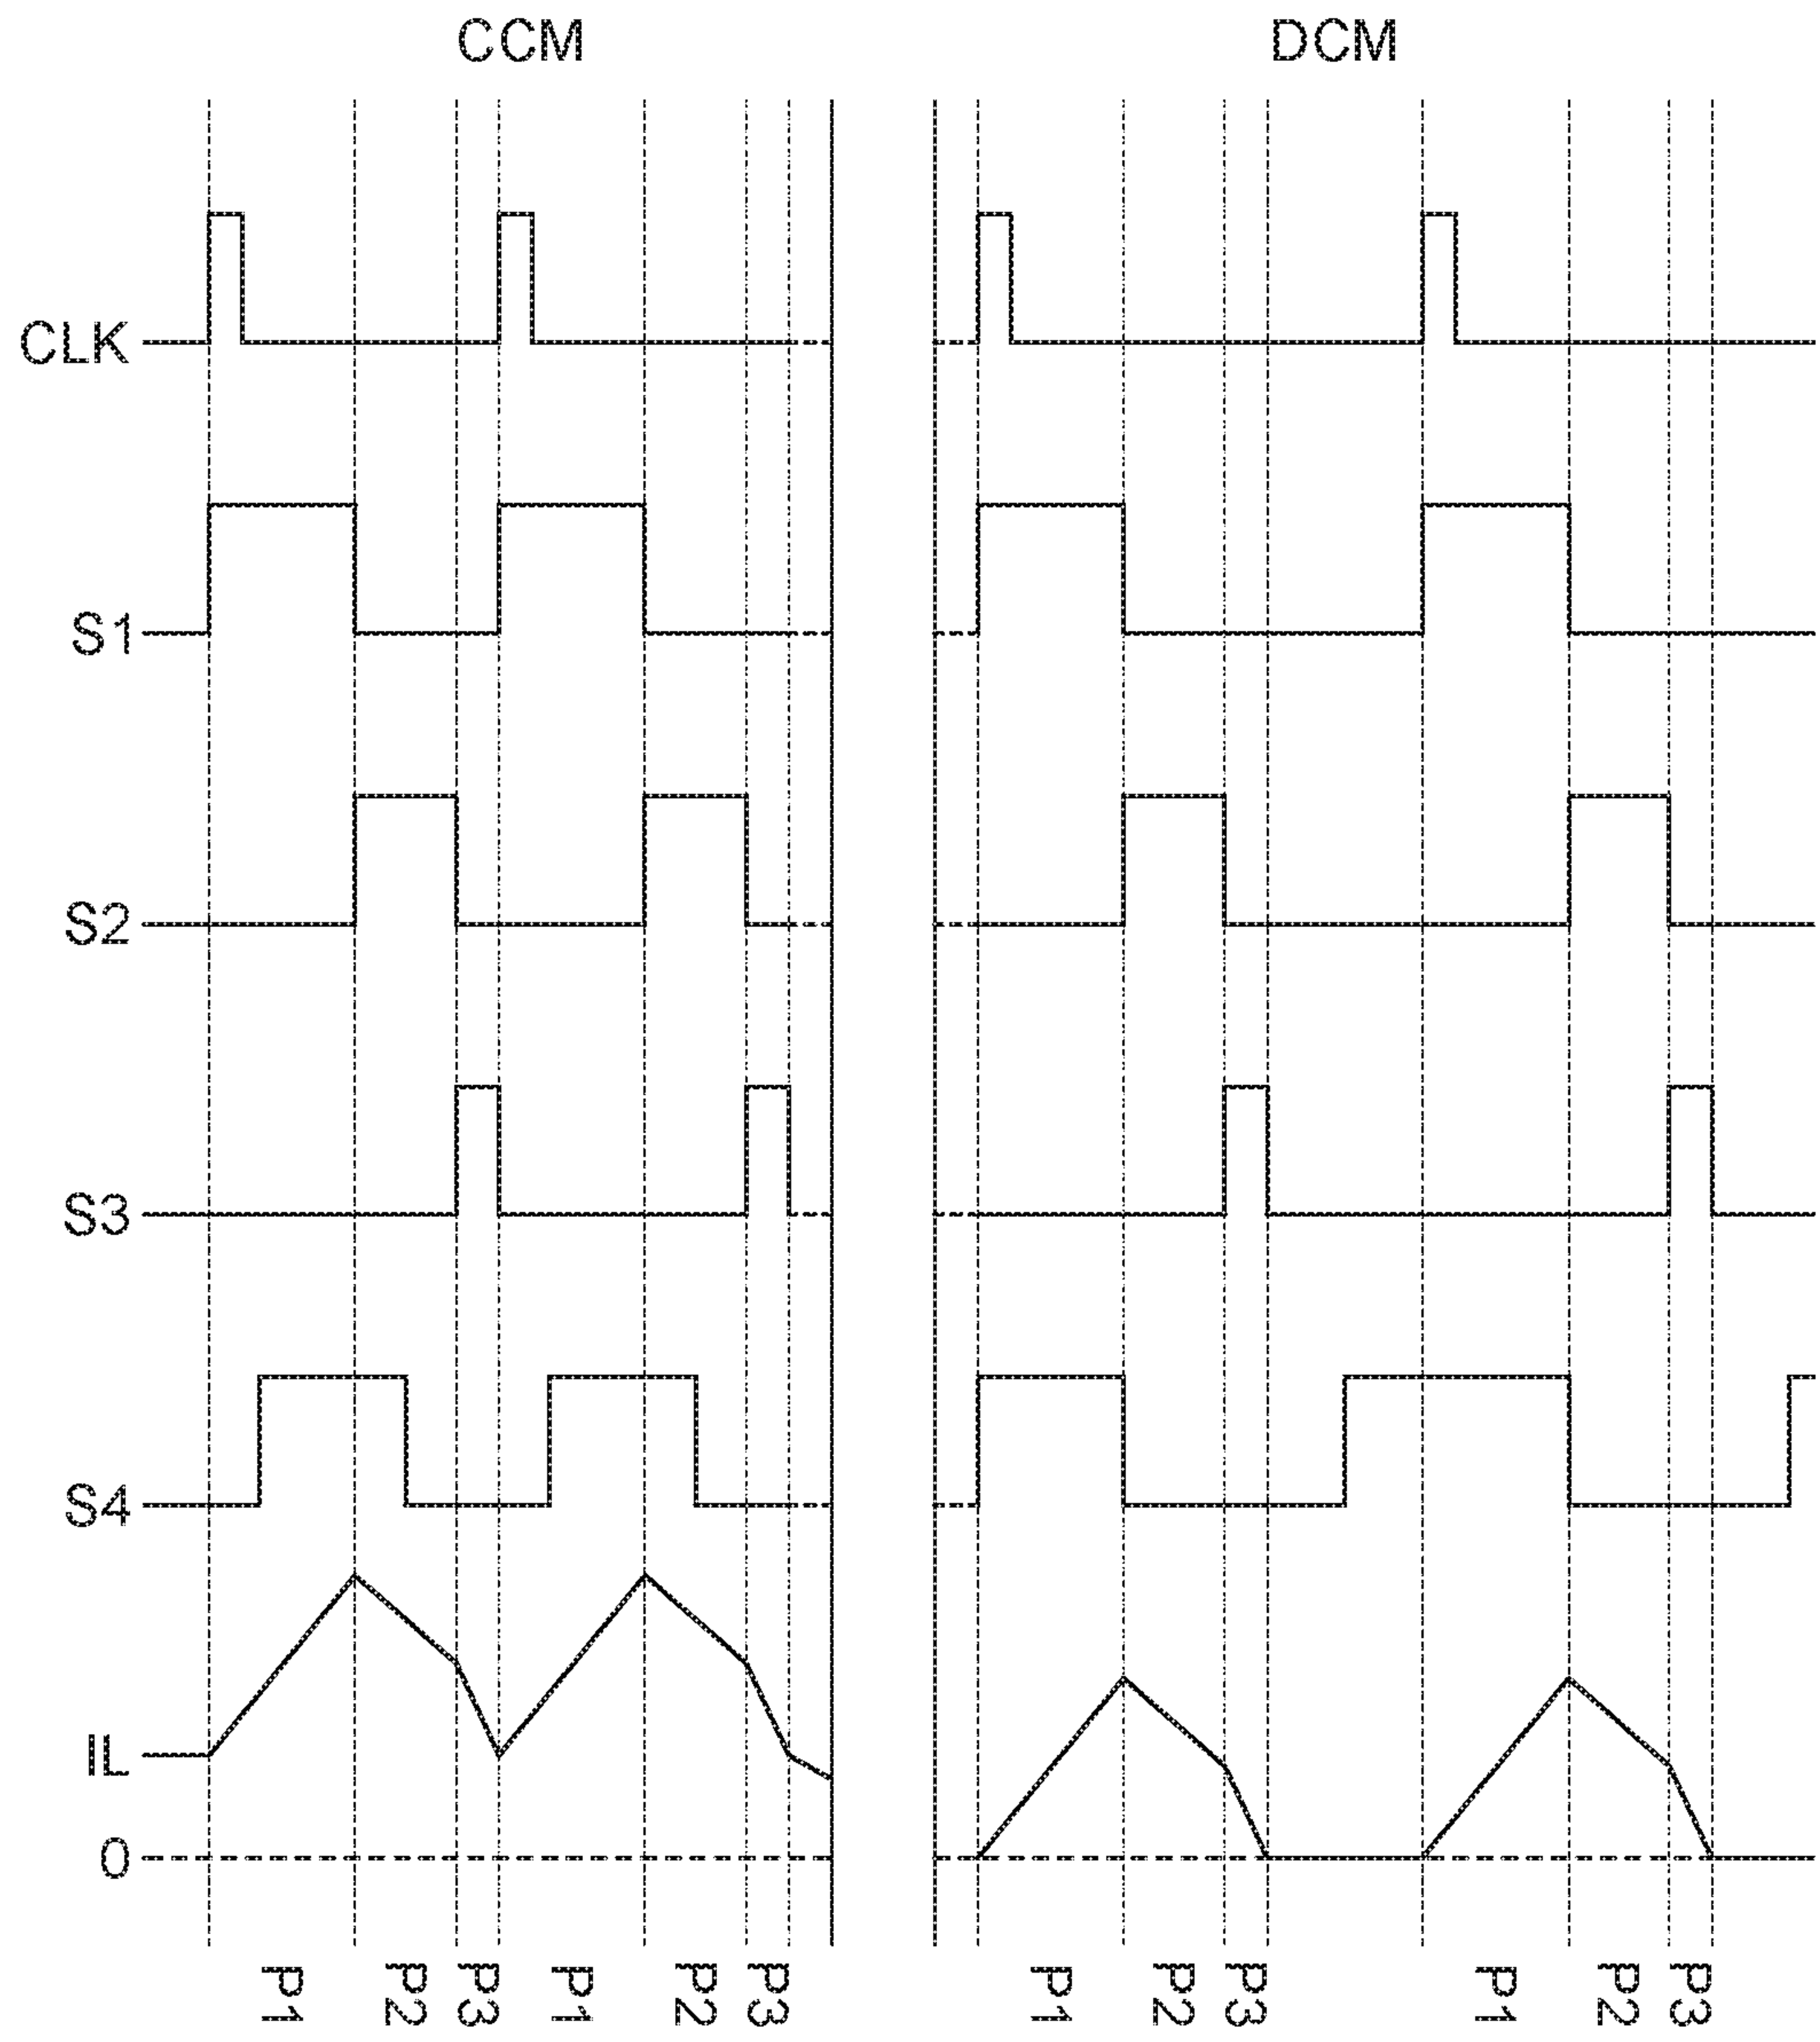 CCM DCM
CLK
S1
S2
S3
S4
IL
0
P1 P2 P3 P1 P2 P3 P1 P2 P3 P1 P2 P3